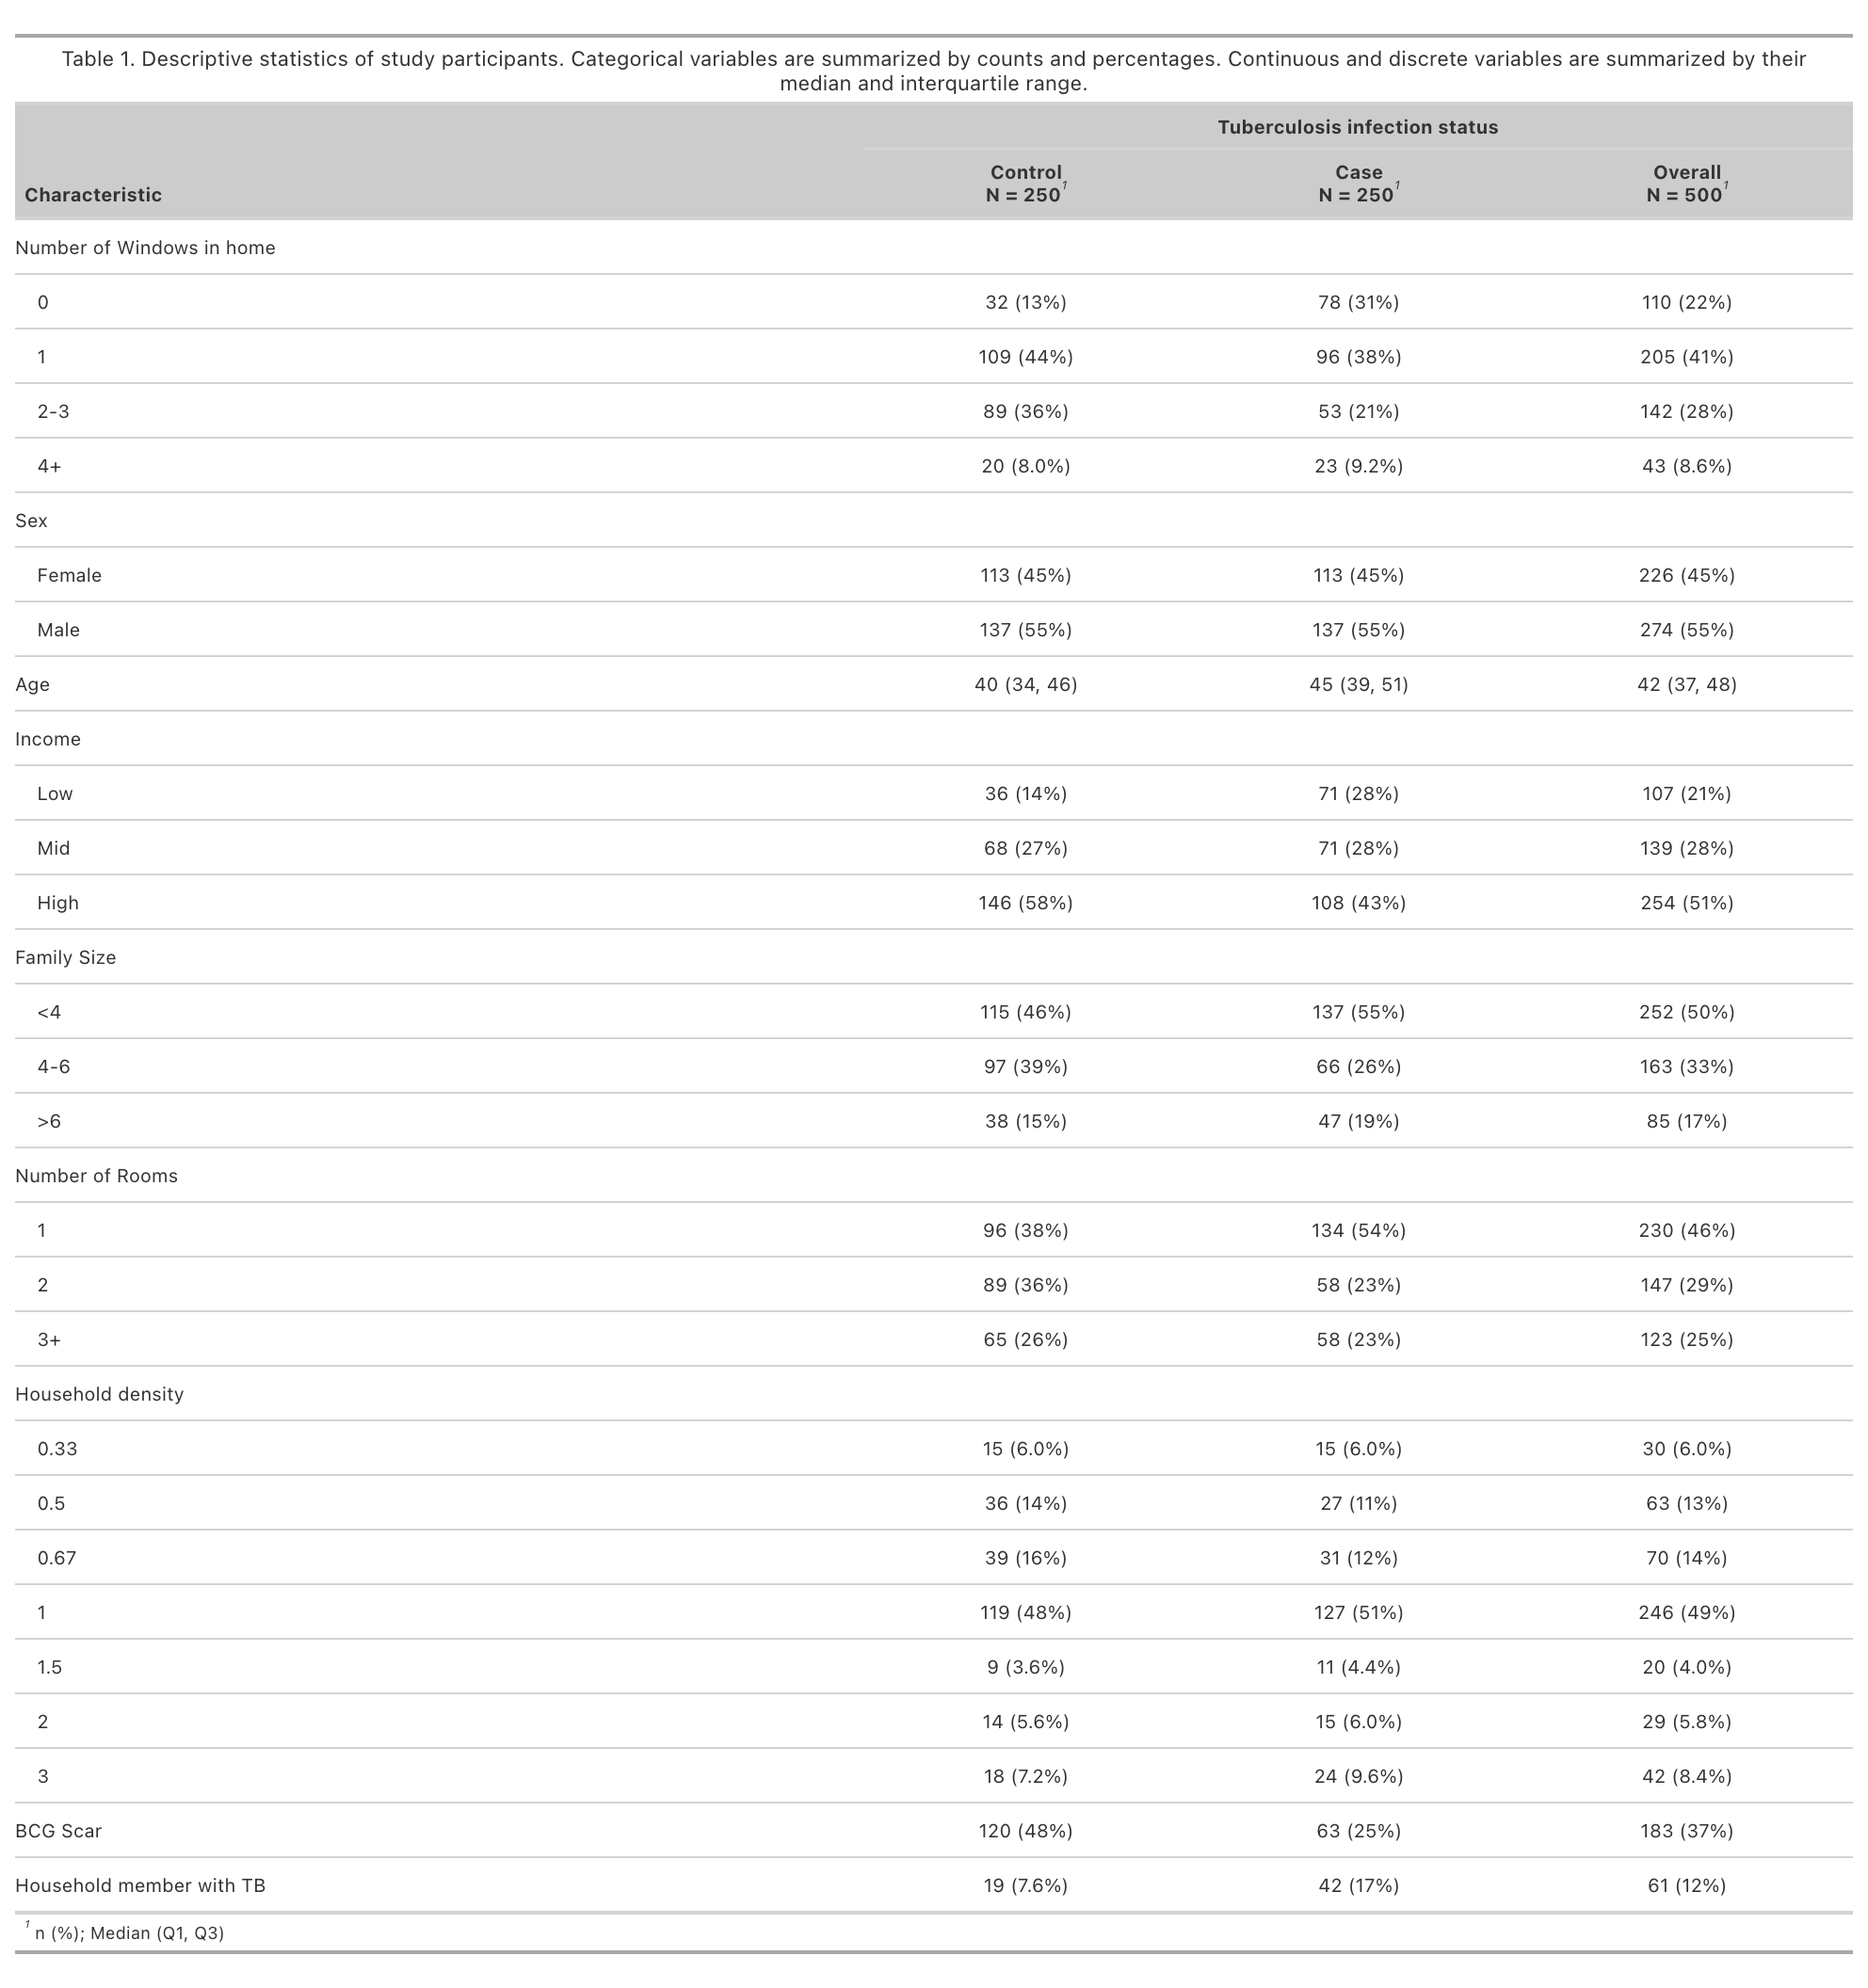 Table 1. Descriptive statistics of study participants. Categorical variables are summarized by counts and percentages. Continuous and discrete variables are summarized by their
median and interquartile range.
Tuberculosis infection status
Characteristic Control N = 250¹ Case N = 250¹ Overall N = 500¹
Number of Windows in home
0 32 (13%) 78 (31%) 110 (22%)
1 109 (44%) 96 (38%) 205 (41%)
2-3 89 (36%) 53 (21%) 142 (28%)
4+ 20 (8.0%) 23 (9.2%) 43 (8.6%)
Sex
Female 113 (45%) 113 (45%) 226 (45%)
Male 137 (55%) 137 (55%) 274 (55%)
Age 40 (34, 46) 45 (39, 51) 42 (37, 48)
Income
Low 36 (14%) 71 (28%) 107 (21%)
Mid 68 (27%) 71 (28%) 139 (28%)
High 146 (58%) 108 (43%) 254 (51%)
Family Size
<4 115 (46%) 137 (55%) 252 (50%)
4-6 97 (39%) 66 (26%) 163 (33%)
>6 38 (15%) 47 (19%) 85 (17%)
Number of Rooms
1 96 (38%) 134 (54%) 230 (46%)
2 89 (36%) 58 (23%) 147 (29%)
3+ 65 (26%) 58 (23%) 123 (25%)
Household density
0.33 15 (6.0%) 15 (6.0%) 30 (6.0%)
0.5 36 (14%) 27 (11%) 63 (13%)
0.67 39 (16%) 31 (12%) 70 (14%)
1 119 (48%) 127 (51%) 246 (49%)
1.5 9 (3.6%) 11 (4.4%) 20 (4.0%)
2 14 (5.6%) 15 (6.0%) 29 (5.8%)
3 18 (7.2%) 24 (9.6%) 42 (8.4%)
BCG Scar 120 (48%) 63 (25%) 183 (37%)
Household member with TB 19 (7.6%) 42 (17%) 61 (12%)
¹ n (%); Median (Q1, Q3)